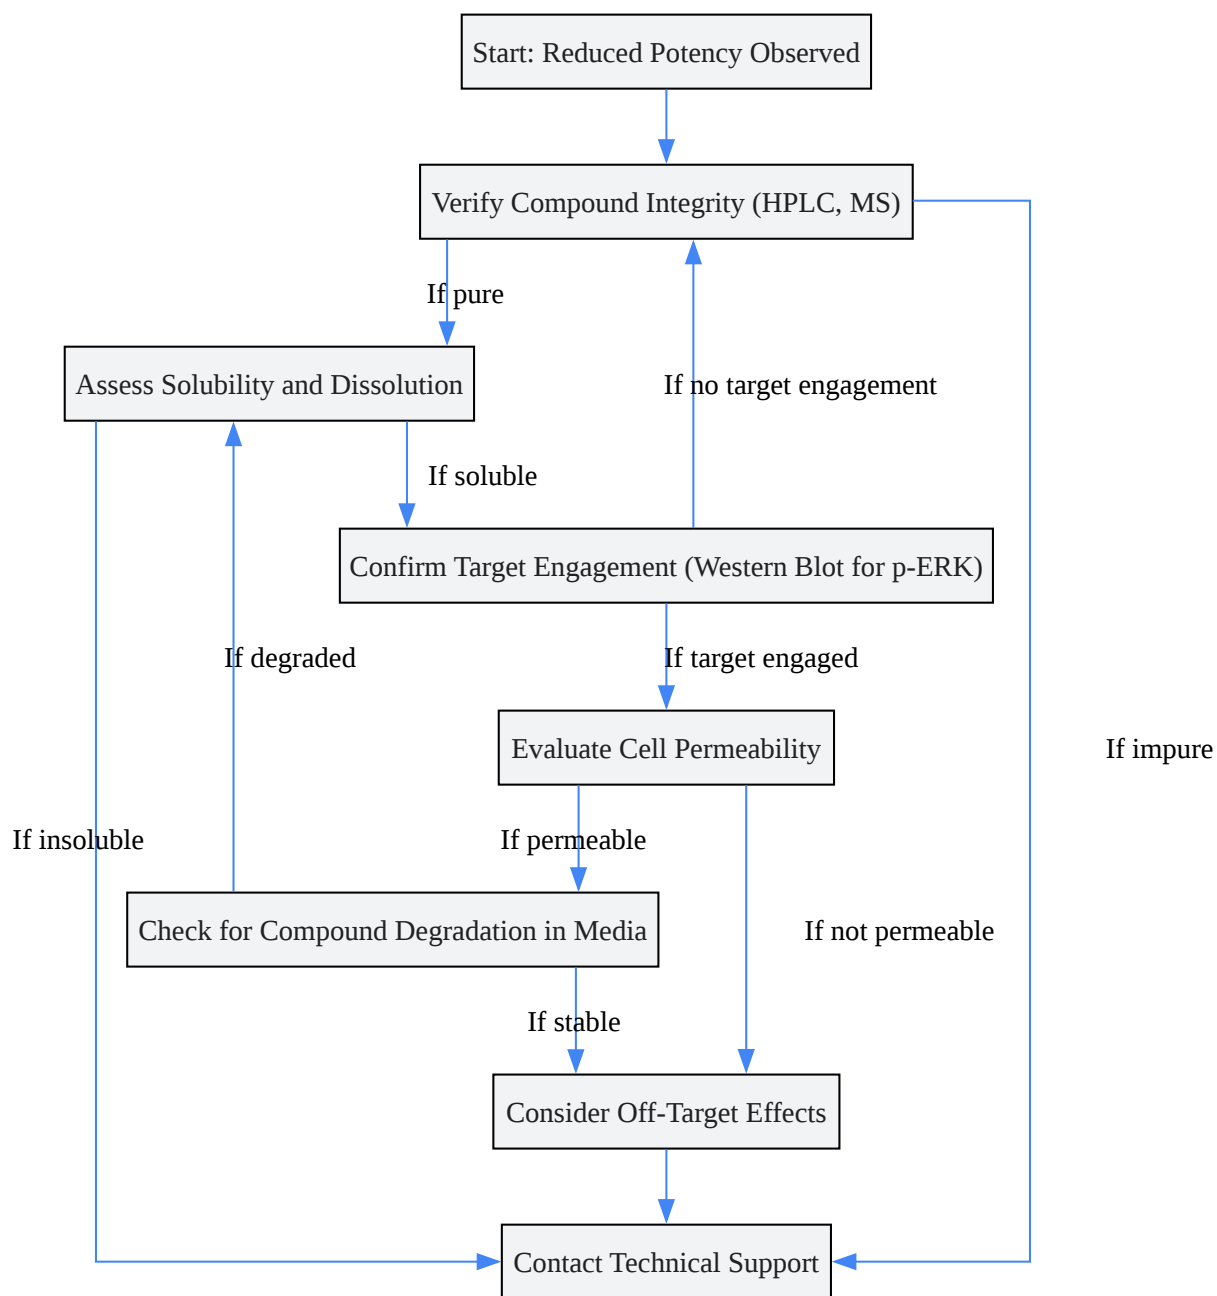 Start: Reduced Potency Observed
Verify Compound Integrity (HPLC, MS)
If pure
Assess Solubility and Dissolution
If no target engagement
If soluble
Confirm Target Engagement (Western Blot for p-ERK)
If degraded
If target engaged
Evaluate Cell Permeability
If impure
If insoluble
If permeable
Check for Compound Degradation in Media
If not permeable
If stable
Consider Off-Target Effects
Contact Technical Support